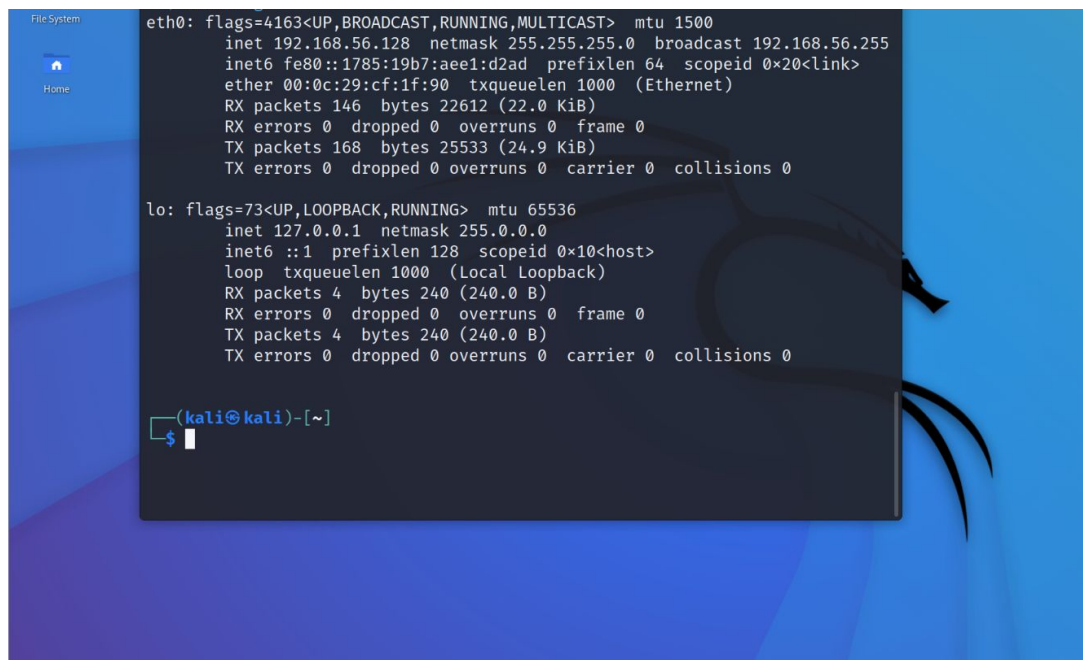 File System
Home
eth0: flags=4163<UP,BROADCAST,RUNNING,MULTICAST>  mtu 1500
        inet 192.168.56.128  netmask 255.255.255.0  broadcast 192.168.56.255
        inet6 fe80::1785:19b7:aee1:d2ad  prefixlen 64  scopeid 0×20<link>
        ether 00:0c:29:cf:1f:90  txqueuelen 1000  (Ethernet)
        RX packets 146  bytes 22612 (22.0 KiB)
        RX errors 0  dropped 0  overruns 0  frame 0
        TX packets 168  bytes 25533 (24.9 KiB)
        TX errors 0  dropped 0 overruns 0  carrier 0  collisions 0
lo: flags=73<UP,LOOPBACK,RUNNING>  mtu 65536
        inet 127.0.0.1  netmask 255.0.0.0
        inet6 ::1  prefixlen 128  scopeid 0×10<host>
        loop  txqueuelen 1000  (Local Loopback)
        RX packets 4  bytes 240 (240.0 B)
        RX errors 0  dropped 0  overruns 0  frame 0
        TX packets 4  bytes 240 (240.0 B)
        TX errors 0  dropped 0 overruns 0  carrier 0  collisions 0
┌──(kali㉿kali)-[~]
└─$